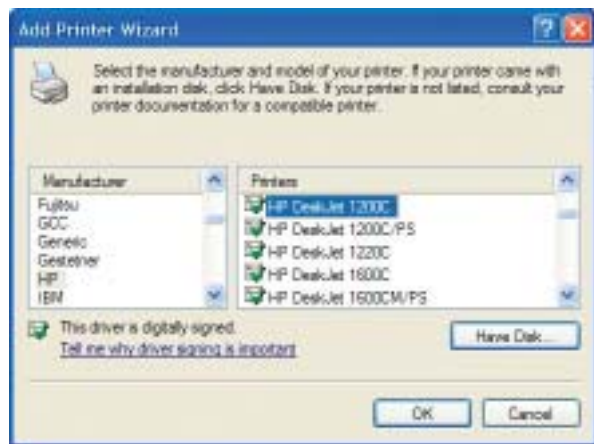 Add Printer Wizard
Select the manufacturer and model of your printer. If your printer came with
an installation disk, click Have Disk. If your printer is not listed, consult your
printer documentation for a compatible printer.
Manufacturer
Fujitsu
GCC
Generic
Gestetner
HP
IBM
Printers
HP DeskJet 1200C
HP DeskJet 1200C/PS
HP DeskJet 1220C
HP DeskJet 1600C
HP DeskJet 1600CM/PS
This driver is digitally signed.
Tell me why driver signing is important
Have Disk...
OK
Cancel